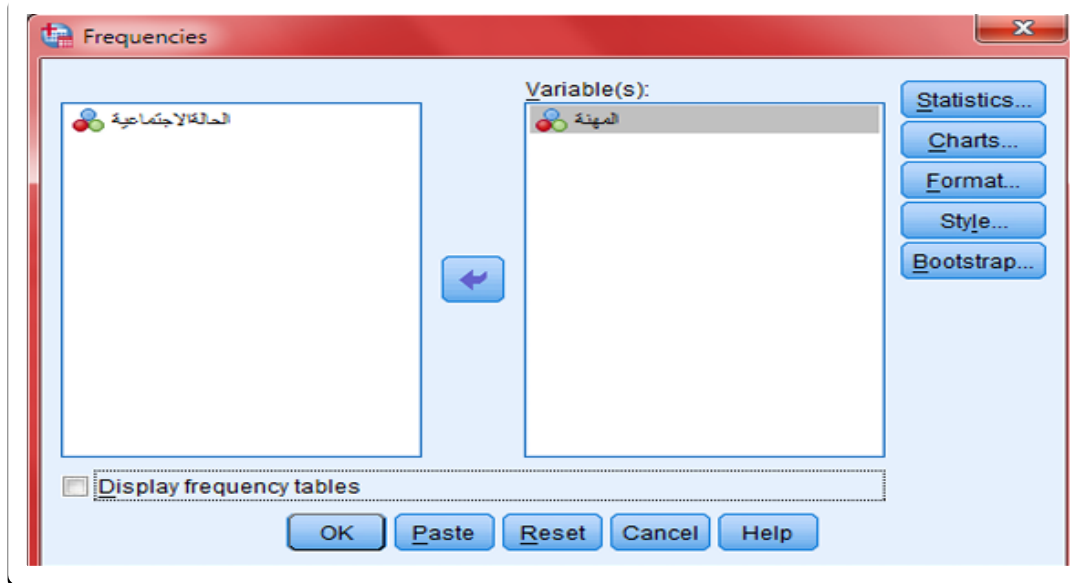 Frequencies
Variable(s):
الحالةالاجتماعية
المهنة
Statistics...
Charts...
Format...
Style...
Bootstrap...
Display frequency tables
OK Paste Reset Cancel Help